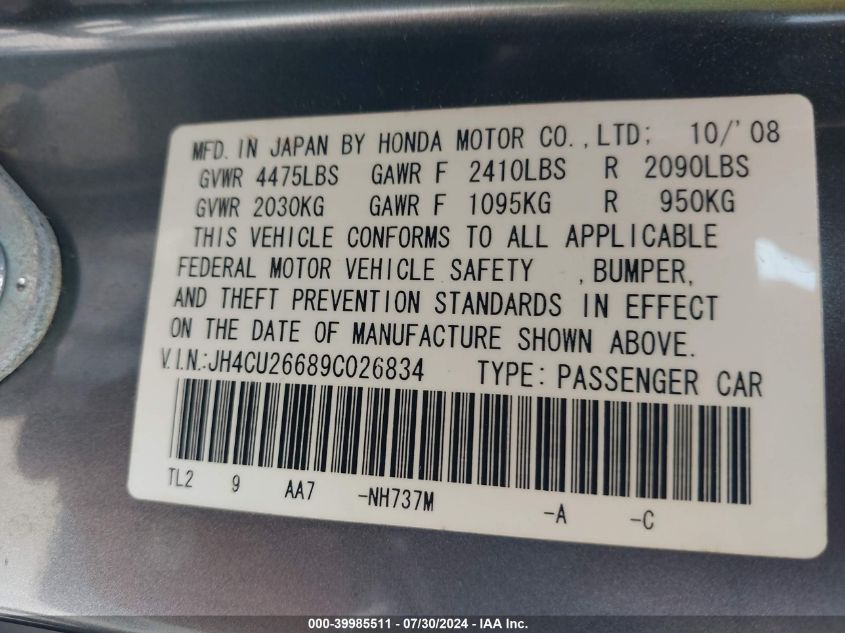 MFD. IN JAPAN BY HONDA MOTOR CO., LTD; 10/'08
GVWR 4475LBS GAWR F 2410LBS R 2090LBS
GVWR 2030KG GAWR F 1095KG R 950KG
THIS VEHICLE CONFORMS TO ALL APPLICABLE
FEDERAL MOTOR VEHICLE SAFETY , BUMPER,
AND THEFT PREVENTION STANDARDS IN EFFECT
ON THE DATE OF MANUFACTURE SHOWN ABOVE.
V.I.N.:JH4CU26689C026834 TYPE: PASSENGER CAR
TL2 9 AA7 -NH737M -A -C
000-39985511 - 07/30/2024 - IAA Inc.